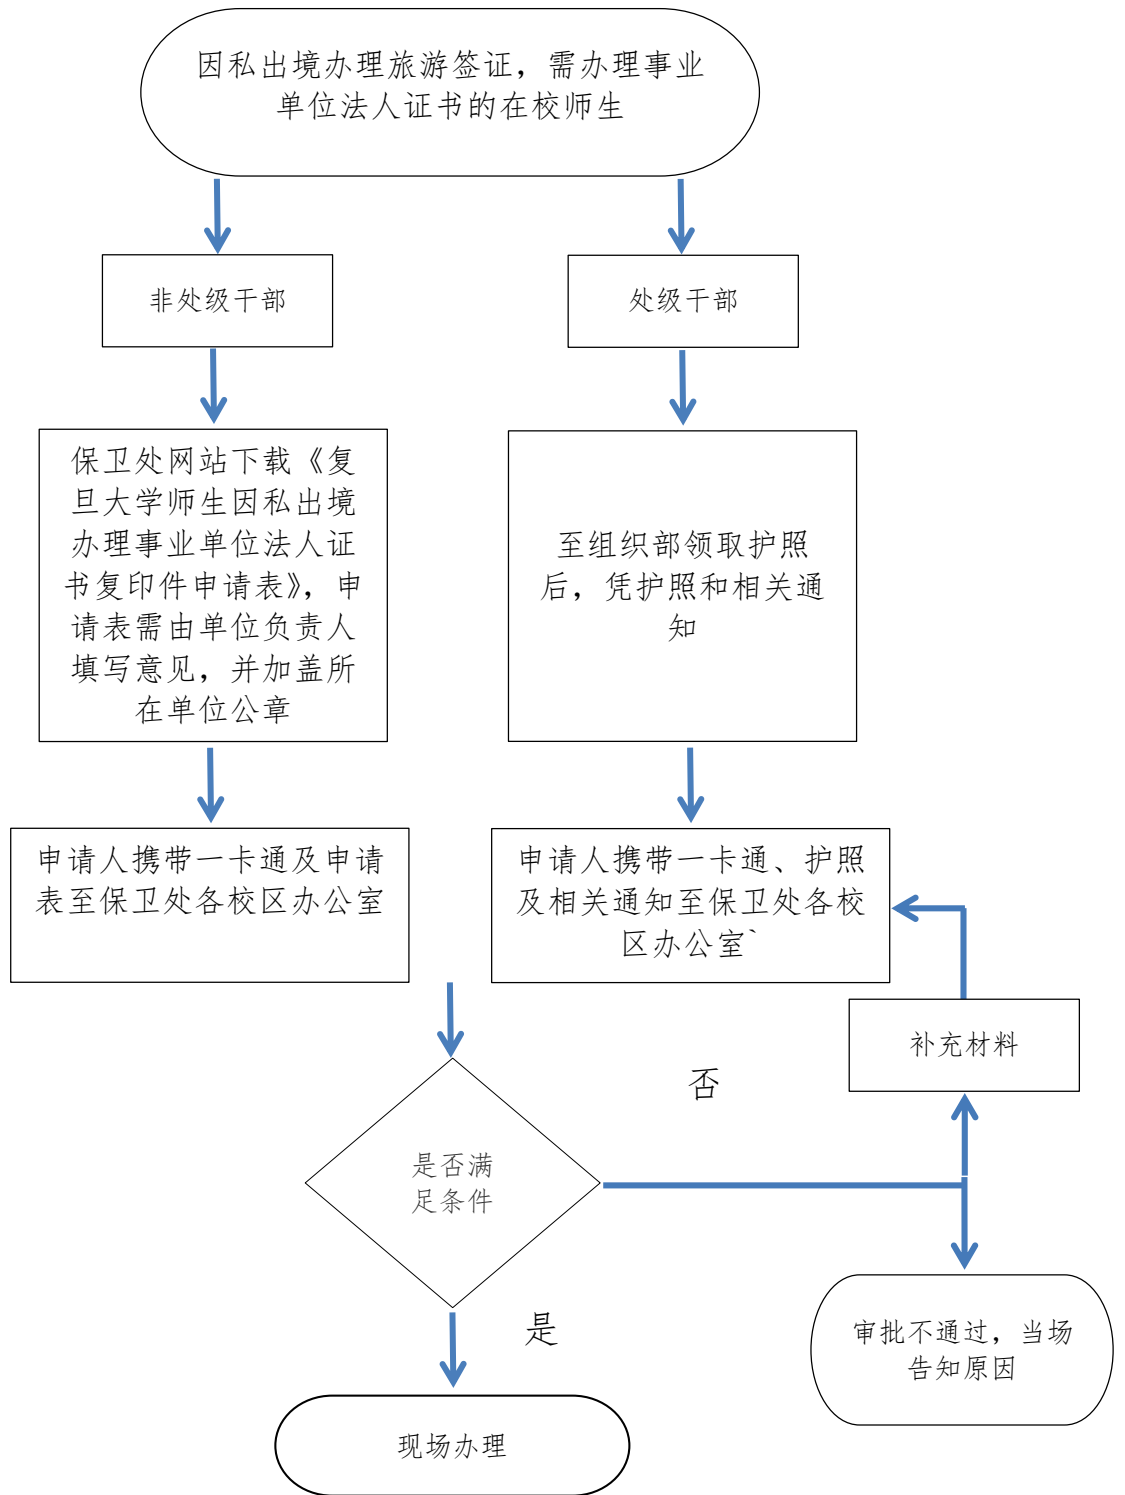 因私出境办理旅游签证，需办理事业
单位法人证书的在校师生
非处级干部
处级干部
保卫处网站下载《复
旦大学师生因私出境
办理事业单位法人证
书复印件申请表》，申
请表需由单位负责人
填写意见，并加盖所
在单位公章
至组织部领取护照
后，凭护照和相关通
知
申请人携带一卡通及申请
表至保卫处各校区办公室
申请人携带一卡通、护照
及相关通知至保卫处各校
区办公室`
补充材料
否
是否满
足条件
是
审批不通过，当场
告知原因
现场办理